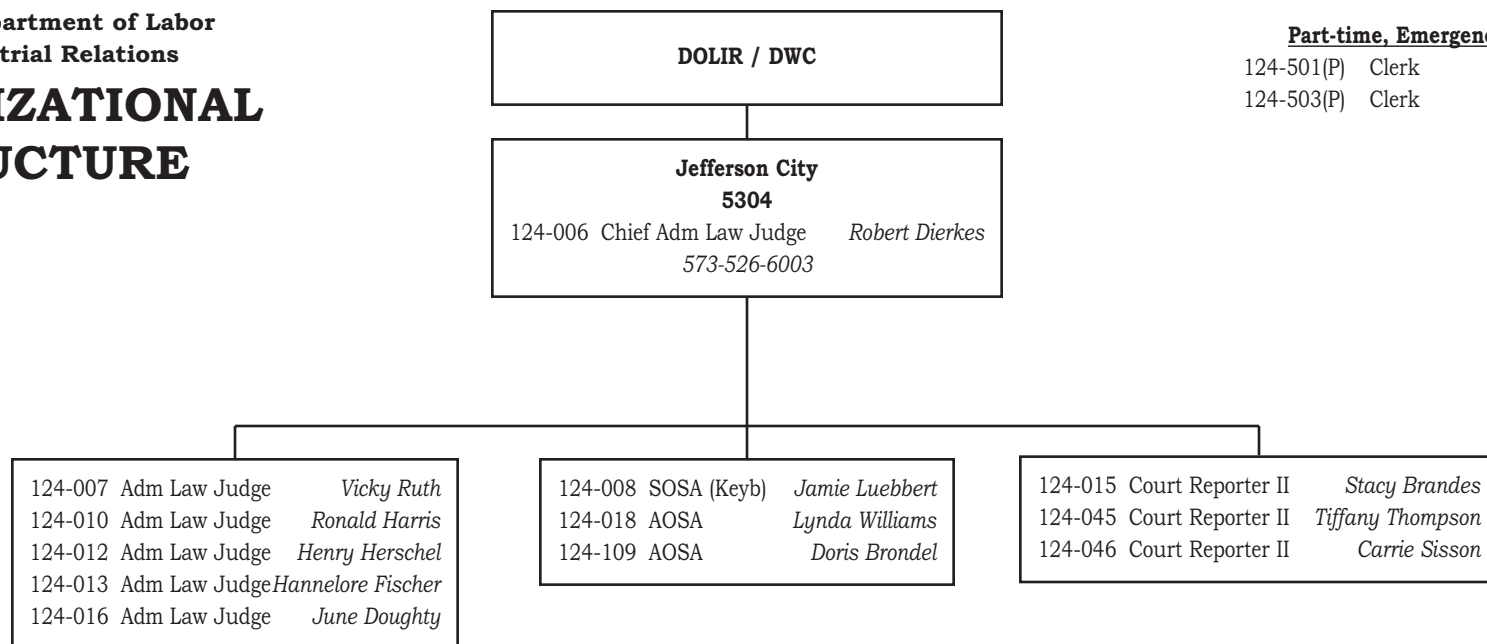 partment of Labor
trial Relations
IZATIONAL
UCTURE
DOLIR / DWC
Part-time, Emergenc
124-501(P) Clerk
124-503(P) Clerk
Jefferson City
5304
124-006 Chief Adm Law Judge Robert Dierkes
573-526-6003
124-007 Adm Law Judge Vicky Ruth
124-010 Adm Law Judge Ronald Harris
124-012 Adm Law Judge Henry Herschel
124-013 Adm Law Judge Hannelore Fischer
124-016 Adm Law Judge June Doughty
124-008 SOSA (Keyb) Jamie Luebbert
124-018 AOSA Lynda Williams
124-109 AOSA Doris Brondel
124-015 Court Reporter II Stacy Brandes
124-045 Court Reporter II Tiffany Thompson
124-046 Court Reporter II Carrie Sisson